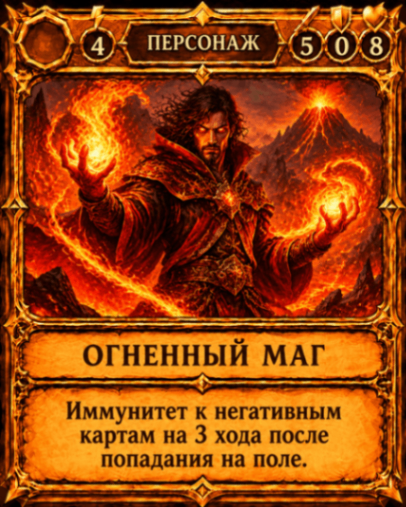 4 ПЕРСОНАЖ 5 0 8
ОГНЕННЫЙ МАГ
Иммунитет к негативным
картам на 3 хода после
попадания на поле.